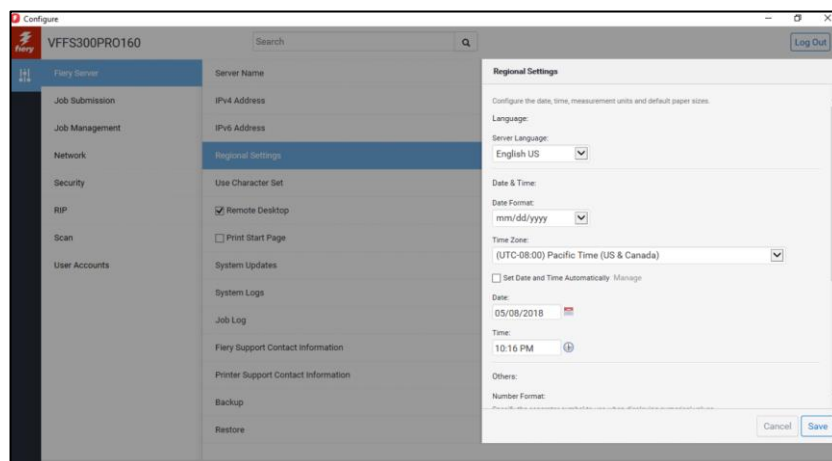 Configure
fiery
VFFS300PRO160
Search
Log Out
Fiery Server
Job Submission
Job Management
Network
Security
RIP
Scan
User Accounts
Server Name
IPv4 Address
IPv6 Address
Regional Settings
Use Character Set
Remote Desktop
Print Start Page
System Updates
System Logs
Job Log
Fiery Support Contact Information
Printer Support Contact Information
Backup
Restore
Regional Settings
Configure the date, time, measurement units and default paper sizes.
Language:
Server Language:
English US
Date & Time:
Date Format:
mm/dd/yyyy
Time Zone:
(UTC-08:00) Pacific Time (US & Canada)
Set Date and Time Automatically Manage
Date:
05/08/2018
Time:
10:16 PM
Others:
Number Format:
Cancel
Save